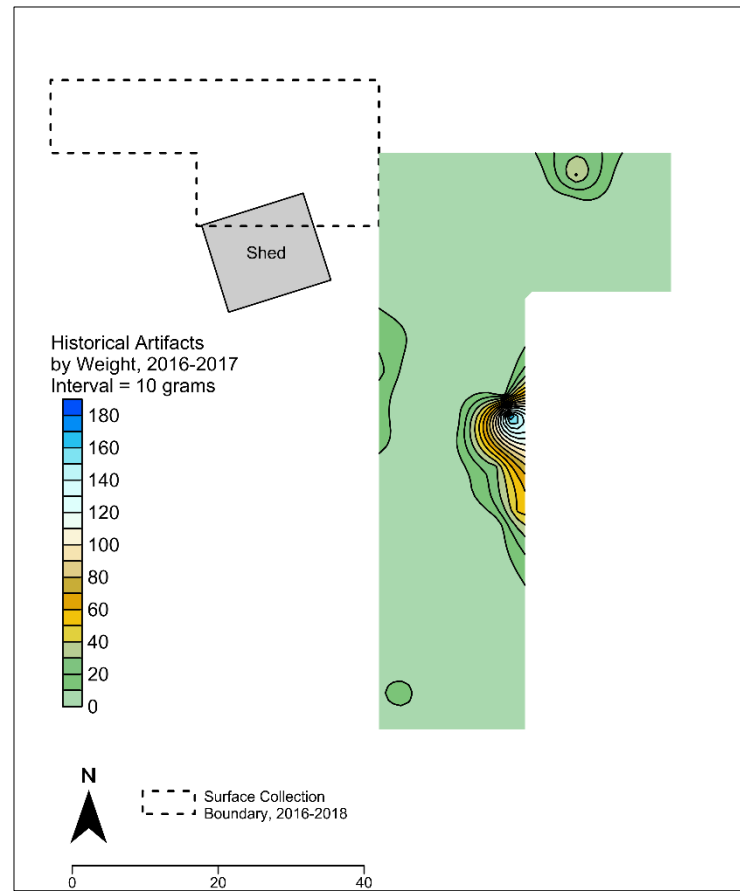 Shed
Historical Artifacts
by Weight, 2016-2017
Interval = 10 grams
180
160
140
120
100
80
60
40
20
0
N
Surface Collection
Boundary, 2016-2018
0 20 40